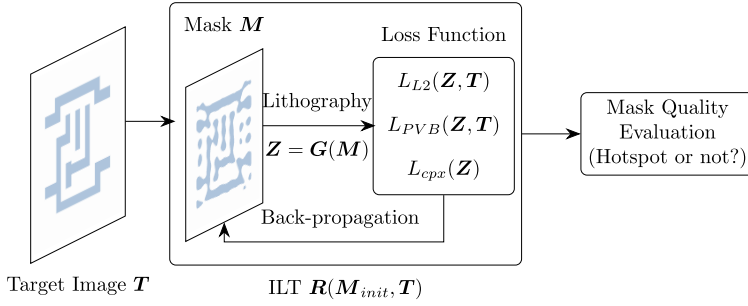 Mask M
Loss Function
L_{L2}(Z, T)
L_{PVB}(Z, T)
L_{cpx}(Z)
Lithography
Z = G(M)
Back-propagation
Mask Quality
Evaluation
(Hotspot or not?)
Target Image T
ILT R(M_{init}, T)